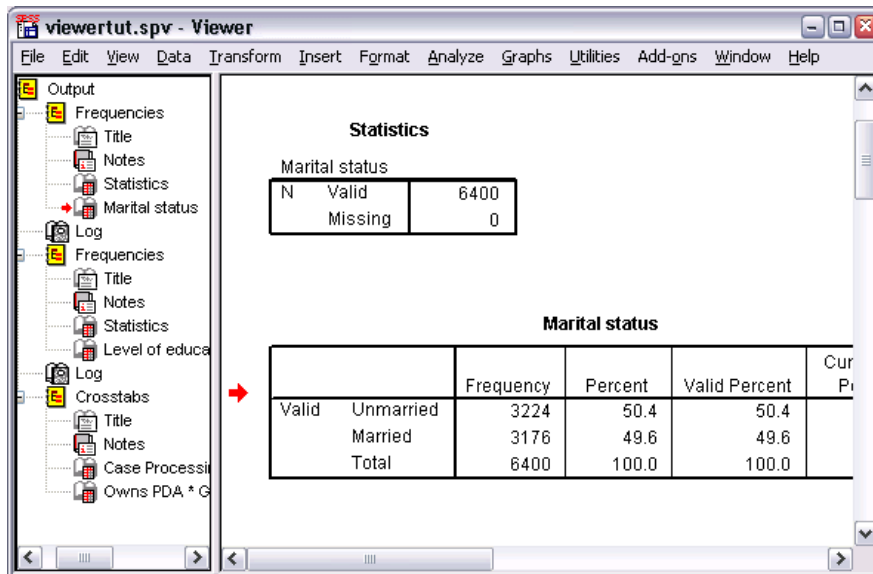 viewertut.spv - Viewer
File Edit View Data Transform Insert Format Analyze Graphs Utilities Add-ons Window Help
Output
Frequencies
Title
Notes
Statistics
Marital status
Log
Frequencies
Title
Notes
Statistics
Level of educa
Log
Crosstabs
Title
Notes
Case Processi
Owns PDA * G
Statistics
Marital status
N Valid 6400
Missing 0
Marital status
Frequency Percent Valid Percent Cur P
Valid Unmarried 3224 50.4 50.4
Married 3176 49.6 49.6
Total 6400 100.0 100.0